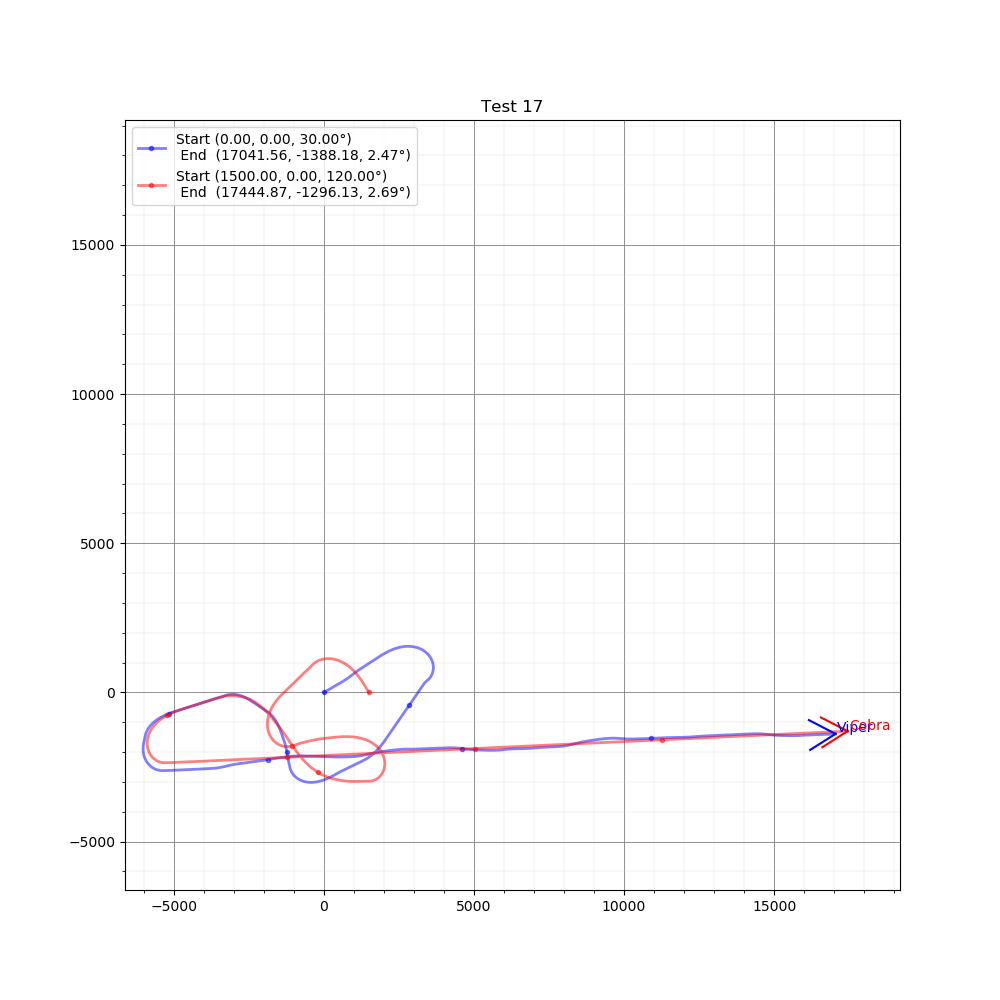 Test 17
Start (0.00, 0.00, 30.00°)
End (17041.56, -1388.18, 2.47°)
Start (1500.00, 0.00, 120.00°)
End (17444.87, -1296.13, 2.69°)
15000
10000
5000
0
−5000
Viper
Cobra
−5000
0
5000
10000
15000